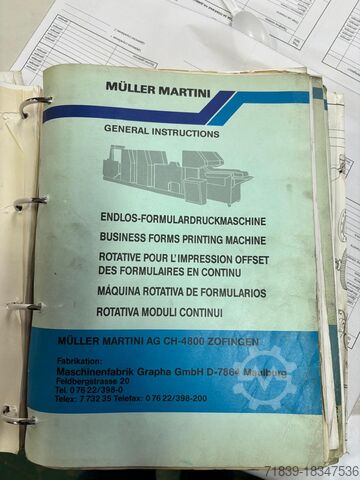 MÜLLER MARTINI
GENERAL INSTRUCTIONS
ENDLOS-FORMULARDRUCKMASCHINE
BUSINESS FORMS PRINTING MACHINE
ROTATIVE POUR L'IMPRESSION OFFSET
DES FORMULAIRES EN CONTINU
MÁQUINA ROTATIVA DE FORMULARIOS
ROTATIVA MODULI CONTINUI
MÜLLER MARTINI AG CH-4800 ZOFINGEN
Fabrikation:
Maschinenfabrik Grapha GmbH D-7864 Maulburg
Feldbergstrasse 20
Tel. 0 76 22/398-0
Telex: 7 732 35 Telefax: 0 76 22/398-200
71839-18347536